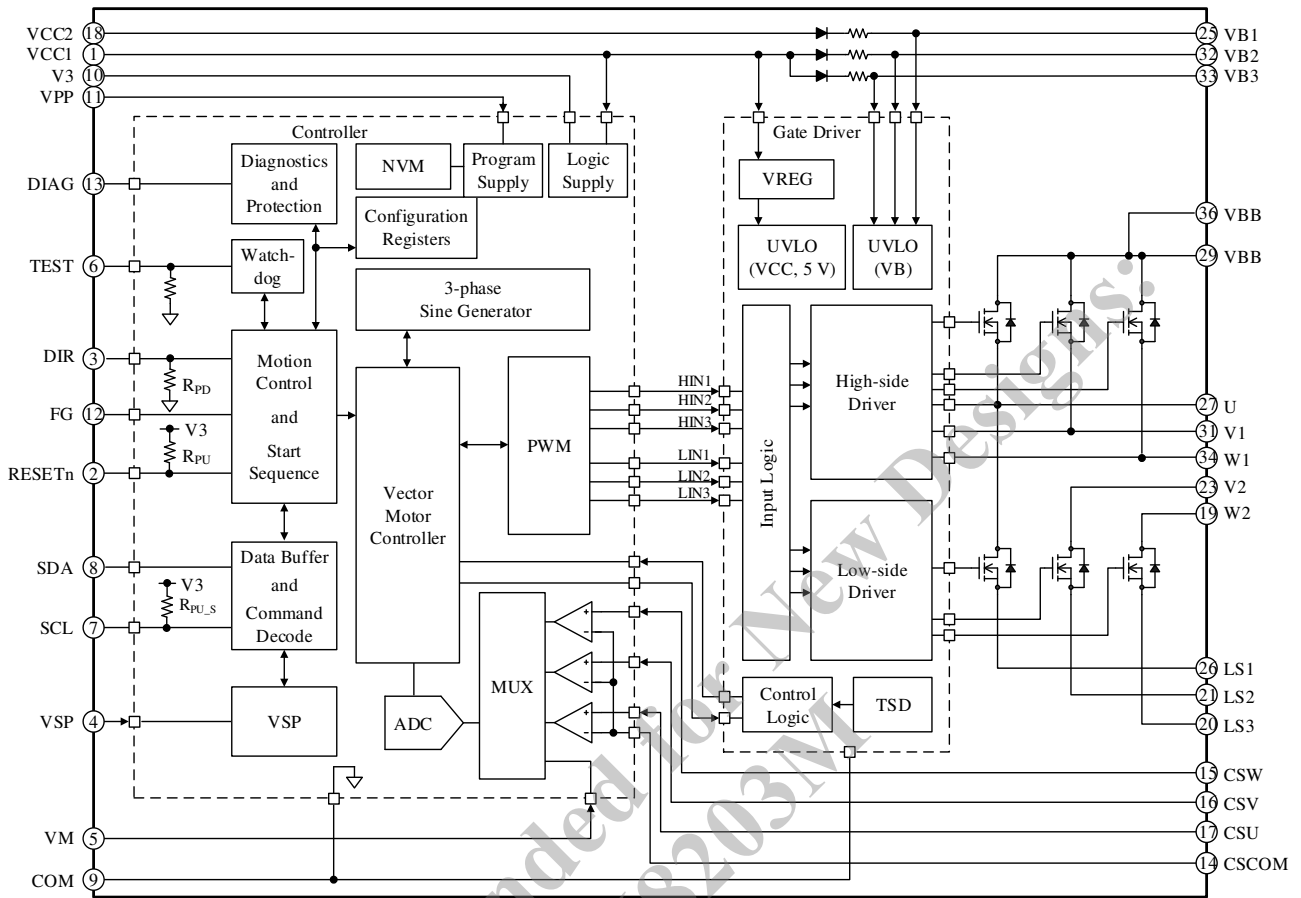 VCC2 18
VCC1 1
V3 10
VPP 11
DIAG 13
TEST 6
DIR 3
FG 12
RESETn 2
SDA 8
SCL 7
VSP 4
VM 5
COM 9
Controller
Diagnostics
and
Protection
NVM
Program
Supply
Logic
Supply
Configuration
Registers
Watch-
dog
3-phase
Sine Generator
Motion
Control
and
Start
Sequence
RPD
V3
RPU
Vector
Motor
Controller
PWM
HIN1
HIN2
HIN3
LIN1
LIN2
LIN3
Data Buffer
and
Command
Decode
V3
RPU_S
VSP
ADC
MUX
+
−
+
−
+
−
Gate Driver
VREG
UVLO
(VCC, 5 V)
UVLO
(VB)
Input Logic
High-side
Driver
Low-side
Driver
Control
Logic
TSD
25 VB1
32 VB2
33 VB3
36 VBB
29 VBB
27 U
31 V1
34 W1
23 V2
19 W2
26 LS1
21 LS2
20 LS3
15 CSW
16 CSV
17 CSU
14 CSCOM
nded for New Designs:
8203M